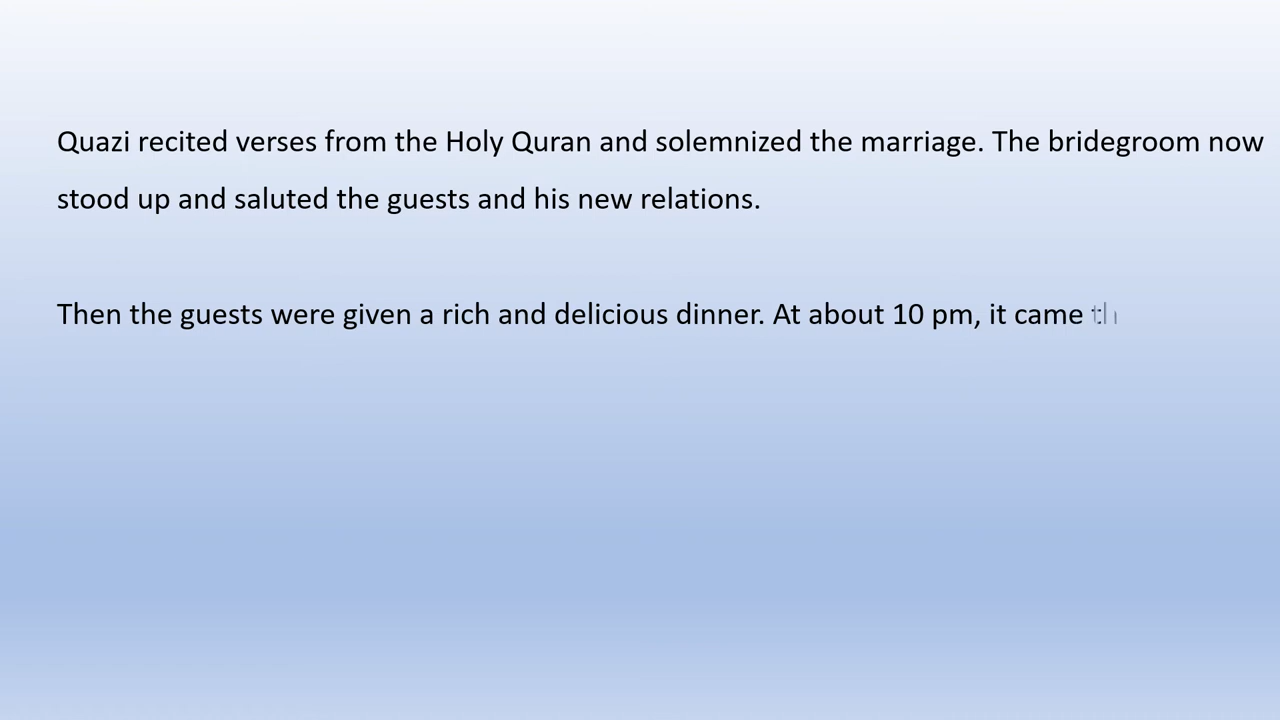 Quazi recited verses from the Holy Quran and solemnized the marriage. The bridegroom now
stood up and saluted the guests and his new relations.
Then the guests were given a rich and delicious dinner. At about 10 pm, it came